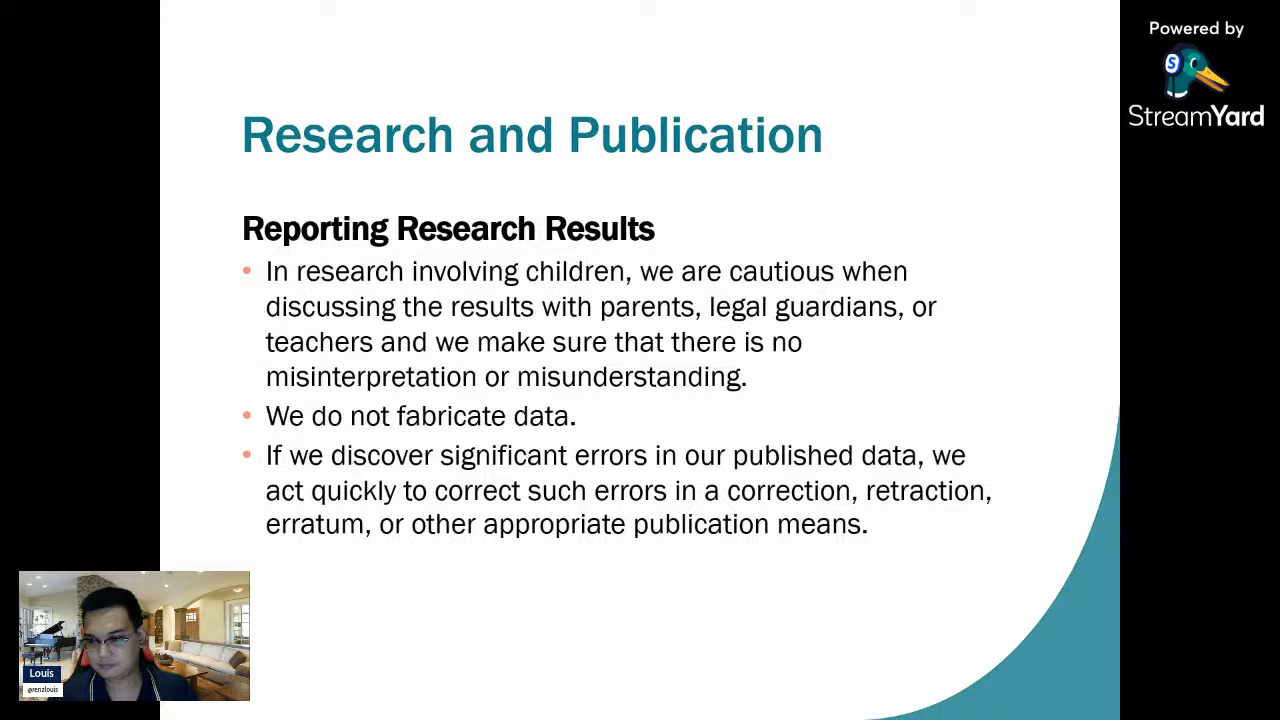 Powered by
S
StreamYard
Research and Publication
Reporting Research Results
• In research involving children, we are cautious when
discussing the results with parents, legal guardians, or
teachers and we make sure that there is no
misinterpretation or misunderstanding.
• We do not fabricate data.
• If we discover significant errors in our published data, we
act quickly to correct such errors in a correction, retraction,
erratum, or other appropriate publication means.
Louis
@renzlouis